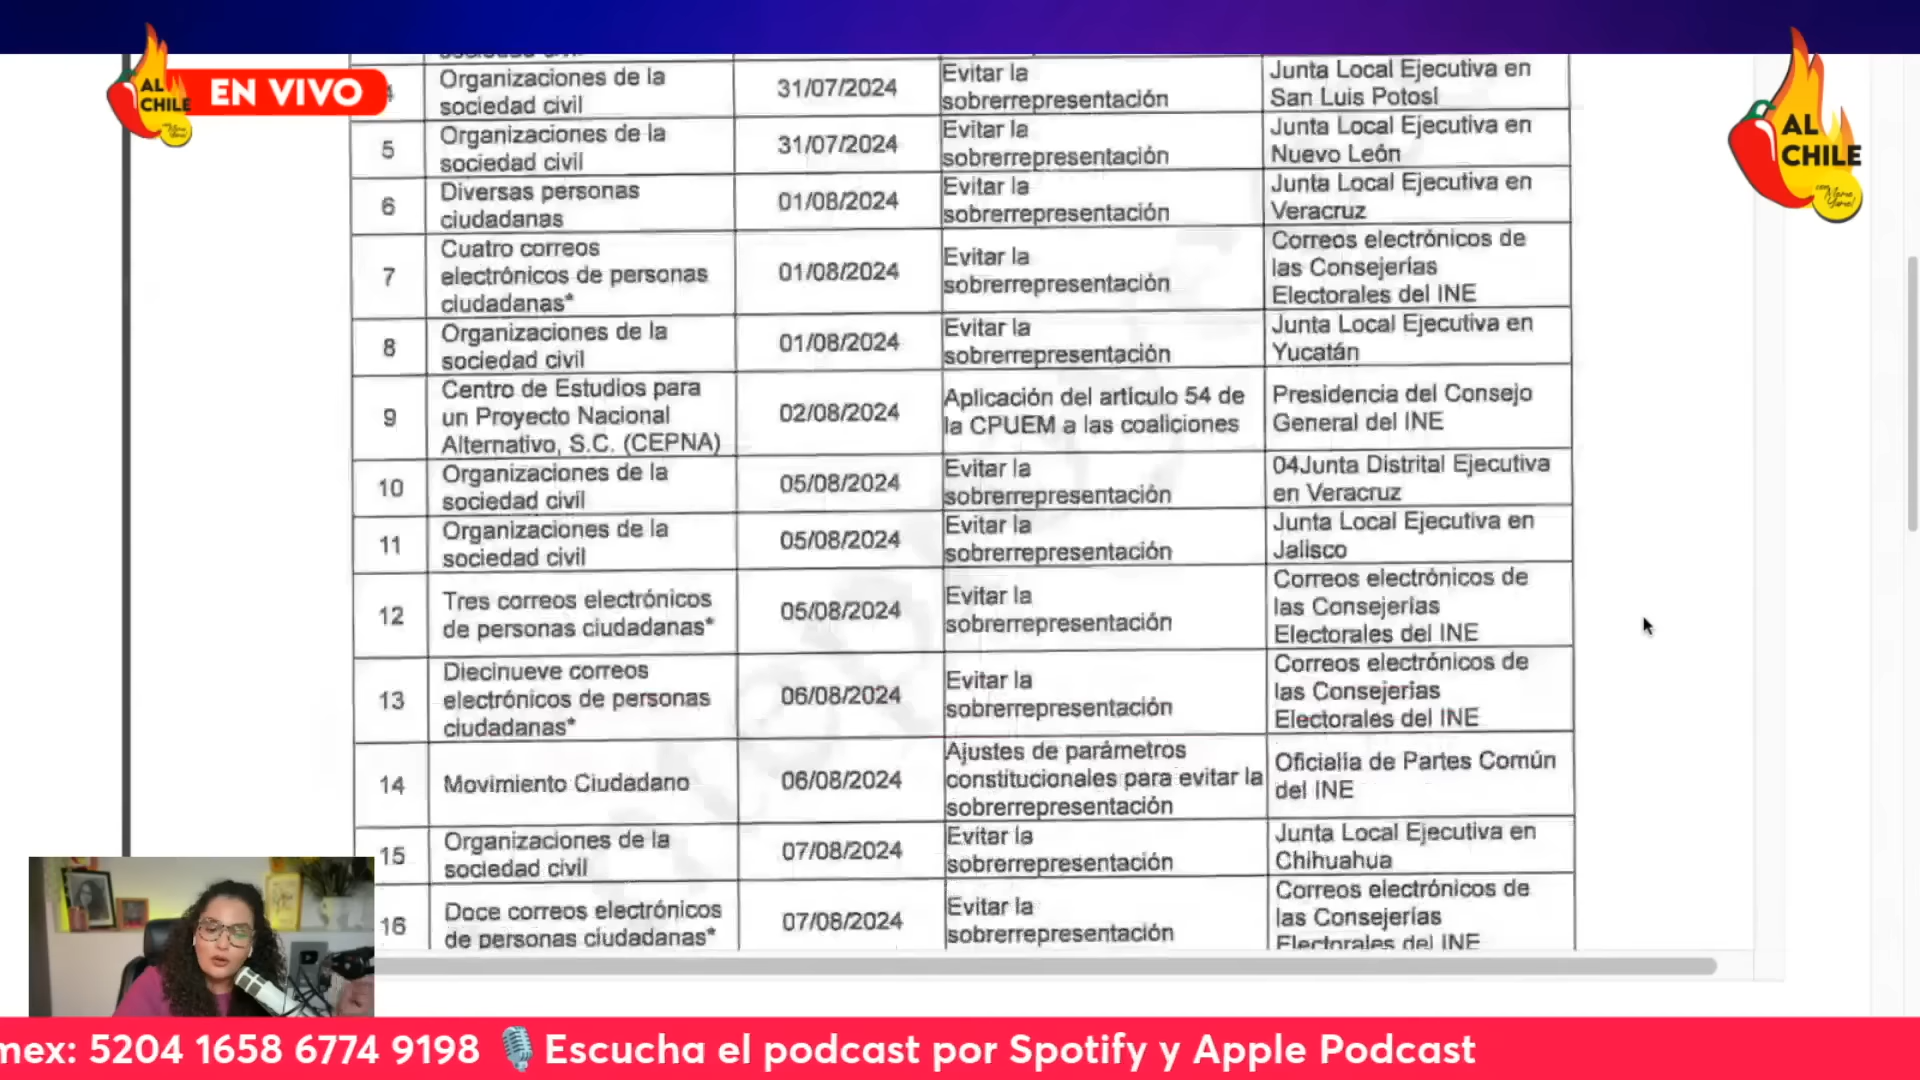 AL
CHILE
EN VIVO
AL
CHILE
con
4
Organizaciones de la
sociedad civil
31/07/2024
Evitar la
sobrerrepresentación
Junta Local Ejecutiva en
San Luis Potosí
5
Organizaciones de la
sociedad civil
31/07/2024
Evitar la
sobrerrepresentación
Junta Local Ejecutiva en
Nuevo León
6
Diversas personas
ciudadanas
01/08/2024
Evitar la
sobrerrepresentación
Junta Local Ejecutiva en
Veracruz
7
Cuatro correos
electrónicos de personas
ciudadanas*
01/08/2024
Evitar la
sobrerrepresentación
Correos electrónicos de
las Consejerías
Electorales del INE
8
Organizaciones de la
sociedad civil
01/08/2024
Evitar la
sobrerrepresentación
Junta Local Ejecutiva en
Yucatán
9
Centro de Estudios para
un Proyecto Nacional
Alternativo, S.C. (CEPNA)
02/08/2024
Aplicación del artículo 54 de
la CPUEM a las coaliciones
Presidencia del Consejo
General del INE
10
Organizaciones de la
sociedad civil
05/08/2024
Evitar la
sobrerrepresentación
04Junta Distrital Ejecutiva
en Veracruz
11
Organizaciones de la
sociedad civil
05/08/2024
Evitar la
sobrerrepresentación
Junta Local Ejecutiva en
Jalisco
12
Tres correos electrónicos
de personas ciudadanas*
05/08/2024
Evitar la
sobrerrepresentación
Correos electrónicos de
las Consejerías
Electorales del INE
13
Diecinueve correos
electrónicos de personas
ciudadanas*
06/08/2024
Evitar la
sobrerrepresentación
Correos electrónicos de
las Consejerías
Electorales del INE
14
Movimiento Ciudadano
06/08/2024
Ajustes de parámetros
constitucionales para evitar la
sobrerrepresentación
Oficialía de Partes Común
del INE
15
Organizaciones de la
sociedad civil
07/08/2024
Evitar la
sobrerrepresentación
Junta Local Ejecutiva en
Chihuahua
16
Doce correos electrónicos
de personas ciudadanas*
07/08/2024
Evitar la
sobrerrepresentación
Correos electrónicos de
las Consejerías
Electorales del INE
mex: 5204 1658 6774 9198 Escucha el podcast por Spotify y Apple Podcast